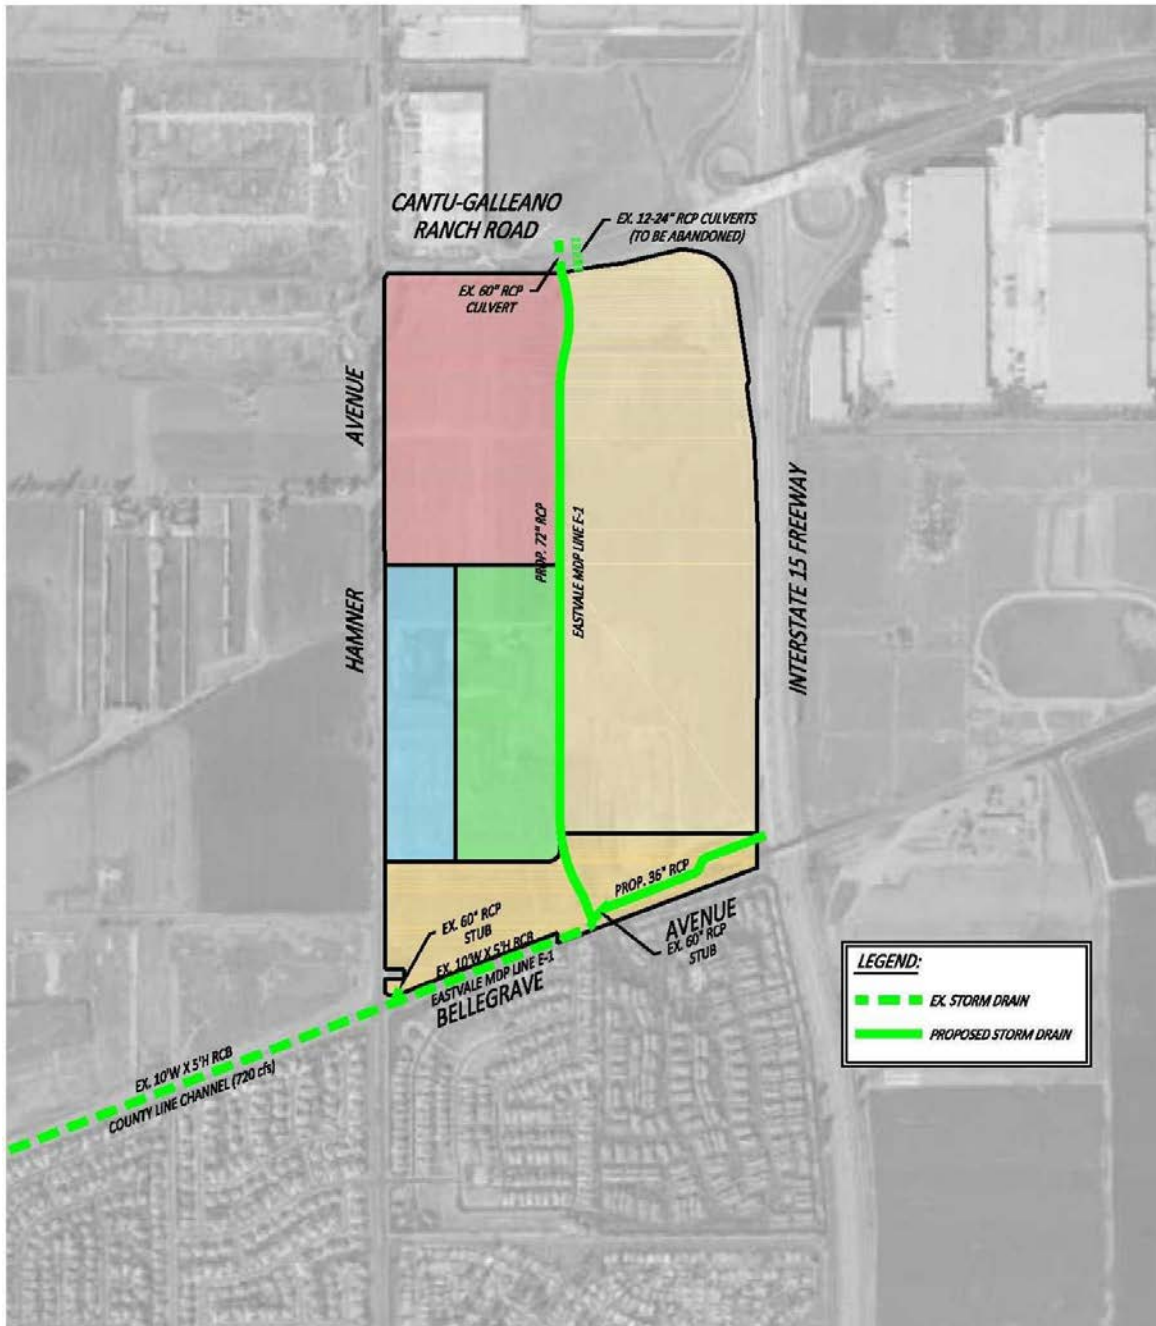 CANTU-GALLEANO
RANCH ROAD
EX. 12-24" RCP CULVERTS
(TO BE ABANDONED)
EX. 60" RCP
CULVERT
AVENUE
HAMNER
PROP. 72" RCP
EASTVALE MDP LINE E-1
INTERSTATE 15 FREEWAY
PROP. 36" RCP
EX. 60" RCP
STUB
AVENUE
EX. 60" RCP
STUB
EX. 10'W X 5'H RCB
EASTVALE MDP LINE E-1
BELLEGRAVE
LEGEND:
EX. STORM DRAIN
PROPOSED STORM DRAIN
EX. 10'W X 5'H RCB
COUNTY LINE CHANNEL (720 cfs)